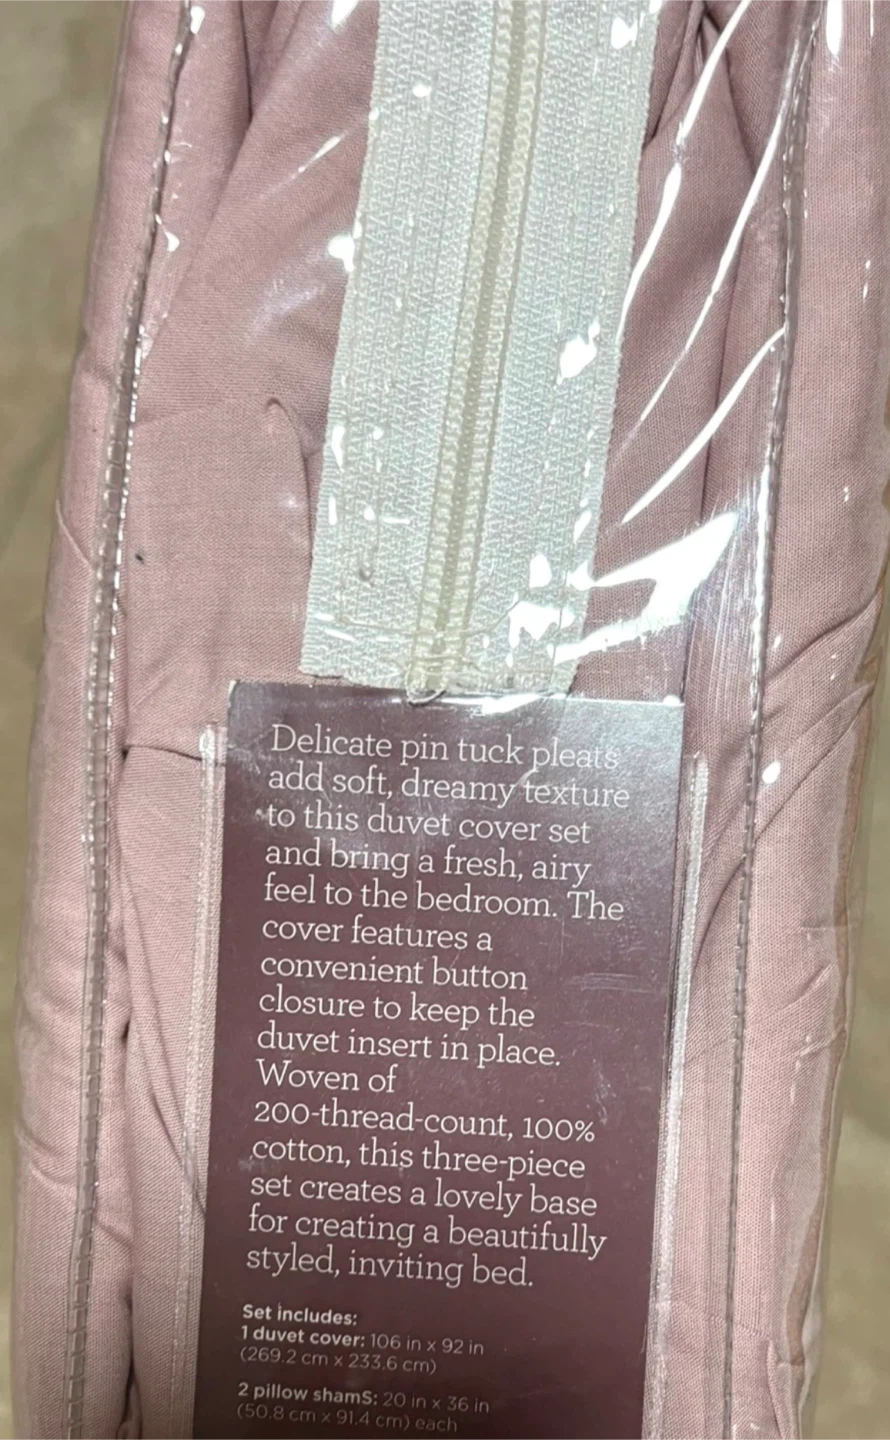 Delicate pin tuck pleats
add soft, dreamy texture
to this duvet cover set
and bring a fresh, airy
feel to the bedroom. The
cover features a
convenient button
closure to keep the
duvet insert in place.
Woven of
200-thread-count, 100%
cotton, this three-piece
set creates a lovely base
for creating a beautifully
styled, inviting bed.
Set includes:
1 duvet cover: 106 in x 92 in
(269.2 cm x 233.6 cm)
2 pillow shamS: 20 in x 36 in
(50.8 cm x 91.4 cm) each